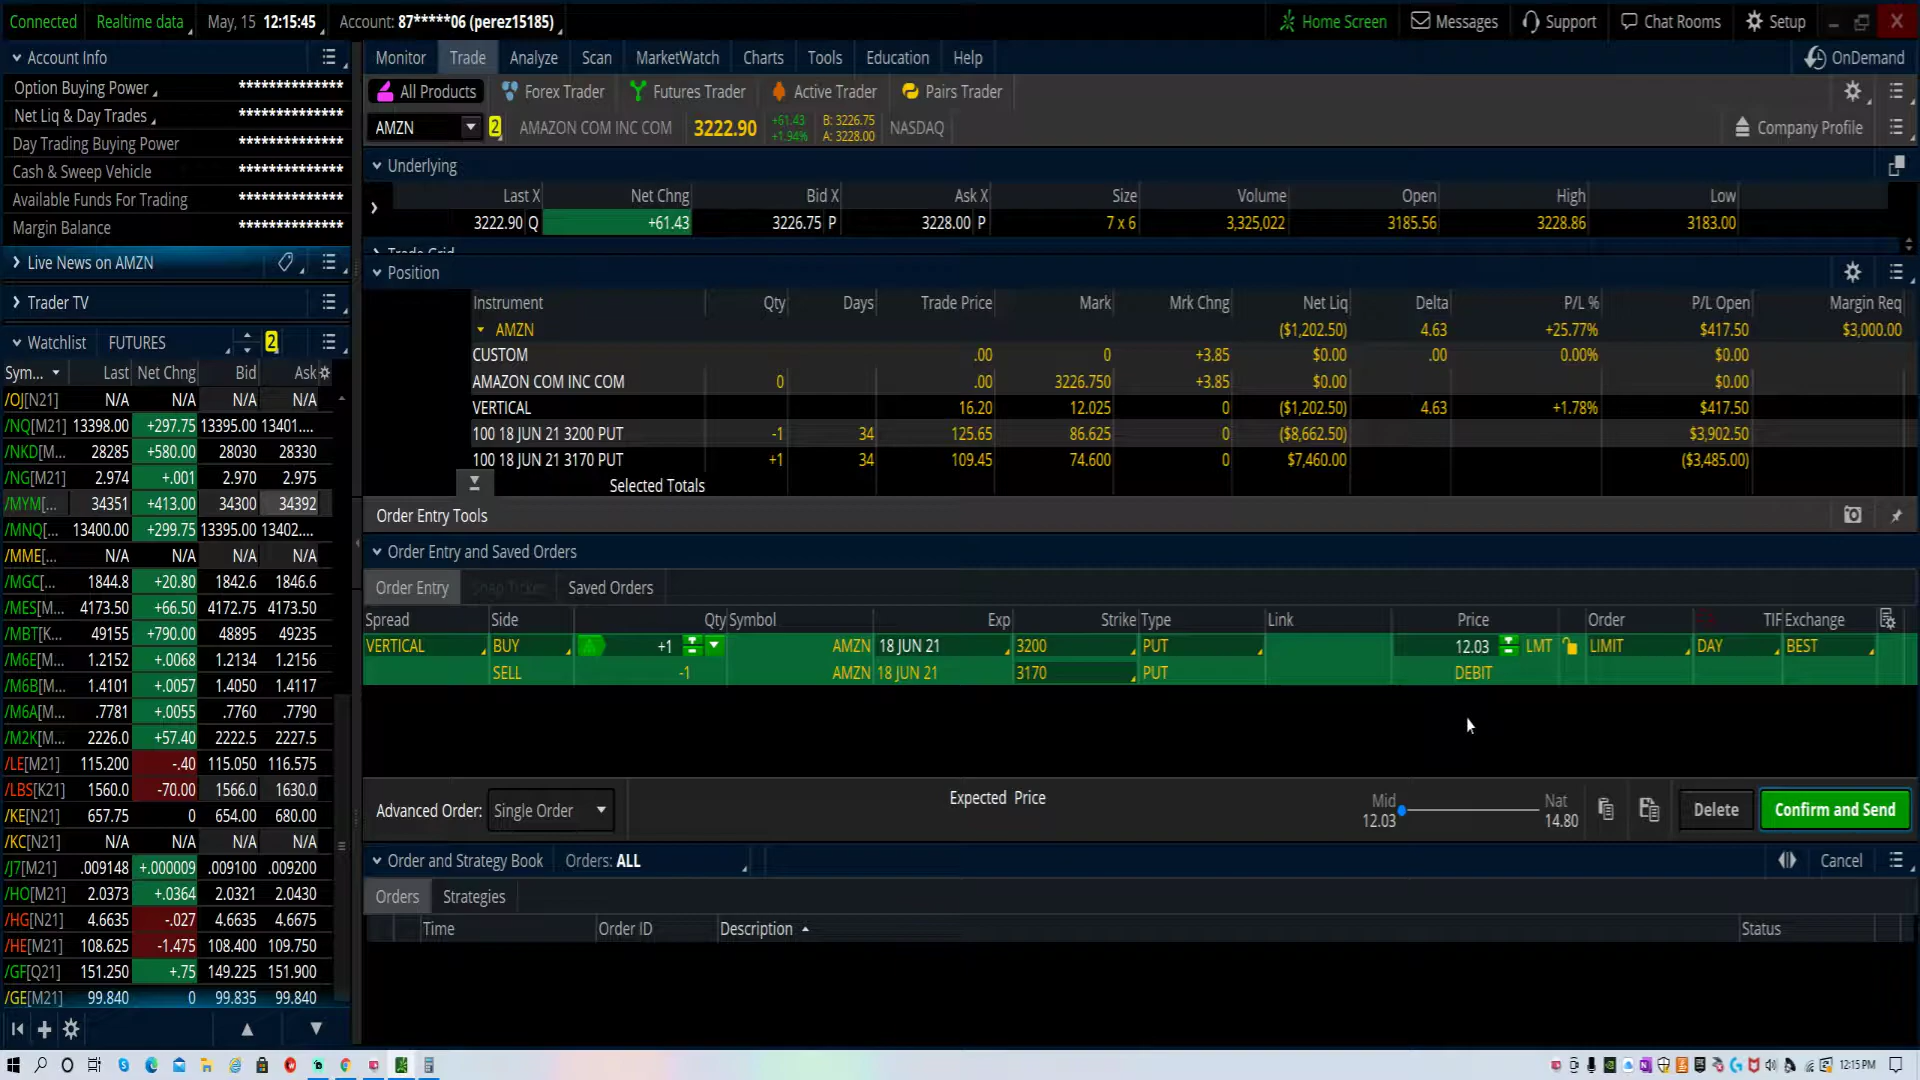 Connected Realtime data May, 15 12:15:45 Account: 87*****06 (perez15185) Home Screen Messages Support Chat Rooms Setup
Account Info
Option Buying Power **************
Net Liq & Day Trades **************
Day Trading Buying Power **************
Cash & Sweep Vehicle **************
Available Funds For Trading **************
Margin Balance **************
Live News on AMZN
Trader TV
Watchlist FUTURES 2
Sym... Last Net Chng Bid Ask
/OJ[N21] N/A N/A N/A N/A
/NQ[M21] 13398.00 +297.75 13395.00 13401....
/NKD[M... 28285 +580.00 28030 28330
/NG[M21] 2.974 +.001 2.970 2.975
/MYM[... 34351 +413.00 34300 34392
/MNQ[... 13400.00 +299.75 13395.00 13402....
/MME[... N/A N/A N/A N/A
/MGC[... 1844.8 +20.80 1842.6 1846.6
/MES[M... 4173.50 +66.50 4172.75 4173.50
/MBT[K... 49155 +790.00 48895 49235
/M6E[M... 1.2152 +.0068 1.2134 1.2156
/M6B[M... 1.4101 +.0057 1.4050 1.4117
/M6A[M... .7781 +.0055 .7760 .7790
/M2K[M... 2226.0 +57.40 2222.5 2227.5
/LE[M21] 115.200 -.40 115.050 116.575
/LBS[K21] 1560.0 -70.00 1566.0 1630.0
/KE[N21] 657.75 0 654.00 680.00
/KC[N21] N/A N/A N/A N/A
/J7[M21] .009148 +.000009 .009100 .009200
/HO[M21] 2.0373 +.0364 2.0321 2.0430
/HG[N21] 4.6635 -.027 4.6635 4.6675
/HE[M21] 108.625 -1.475 108.400 109.750
/GF[Q21] 151.250 +.75 149.225 151.900
/GE[M21] 99.840 0 99.835 99.840
Monitor Trade Analyze Scan MarketWatch Charts Tools Education Help OnDemand
All Products Forex Trader Futures Trader Active Trader Pairs Trader
AMZN 2 AMAZON COM INC COM 3222.90 +61.43 +1.94% B: 3226.75 A: 3228.00 NASDAQ Company Profile
Underlying
Last X Net Chng Bid X Ask X Size Volume Open High Low
3222.90 Q +61.43 3226.75 P 3228.00 P 7 x 6 3,325,022 3185.56 3228.86 3183.00
Trade Grid
Position
Instrument Qty Days Trade Price Mark Mrk Chng Net Liq Delta P/L % P/L Open Margin Req
AMZN ($1,202.50) 4.63 +25.77% $417.50 $3,000.00
CUSTOM .00 0 +3.85 $0.00 .00 0.00% $0.00
AMAZON COM INC COM 0 .00 3226.750 +3.85 $0.00 $0.00
VERTICAL 16.20 12.025 0 ($1,202.50) 4.63 +1.78% $417.50
100 18 JUN 21 3200 PUT -1 34 125.65 86.625 0 ($8,662.50) $3,902.50
100 18 JUN 21 3170 PUT +1 34 109.45 74.600 0 $7,460.00 ($3,485.00)
Selected Totals
Order Entry Tools
Order Entry and Saved Orders
Order Entry Snap Ticket Saved Orders
Spread Side Qty Symbol Exp Strike Type Link Price Order TIF Exchange
VERTICAL BUY +1 AMZN 18 JUN 21 3200 PUT 12.03 LMT LIMIT DAY BEST
SELL -1 AMZN 18 JUN 21 3170 PUT DEBIT
Advanced Order: Single Order Expected Price Mid 12.03 Nat 14.80 Delete Confirm and Send
Order and Strategy Book Orders: ALL Cancel
Orders Strategies
Time Order ID Description Status
12:15 PM